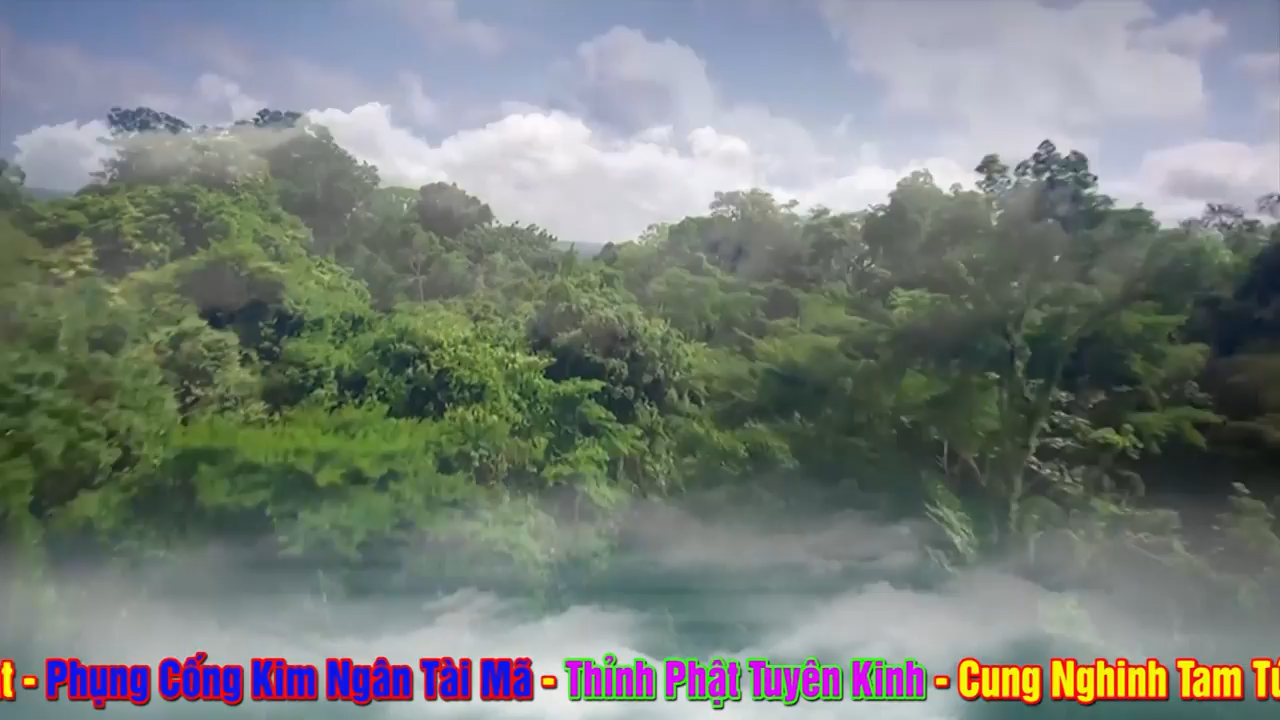 - Phụng Cống Kim Ngân Tài Mã - Thỉnh Phật Tuyên Kinh - Cung Nghinh Tam